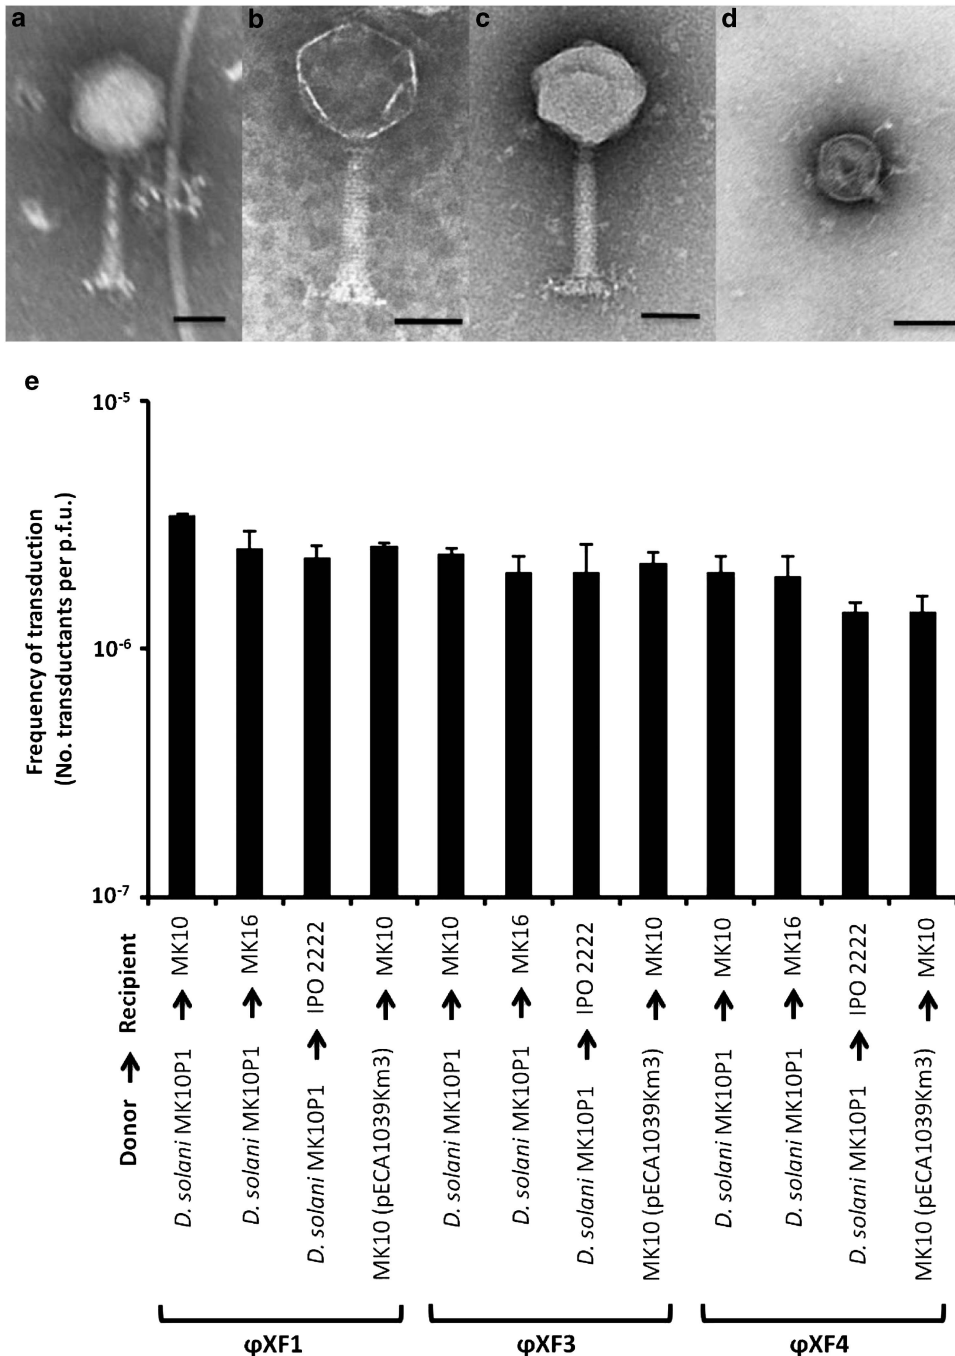 a
b
c
d
e
10-5
10-6
10-7
Frequency of transduction
(No. transductants per p.f.u.)
Donor → Recipient
D. solani MK10P1 → MK10
D. solani MK10P1 → MK16
D. solani MK10P1 → IPO 2222
MK10 (pECA1039Km3) → MK10
D. solani MK10P1 → MK10
D. solani MK10P1 → MK16
D. solani MK10P1 → IPO 2222
MK10 (pECA1039Km3) → MK10
D. solani MK10P1 → MK10
D. solani MK10P1 → MK16
D. solani MK10P1 → IPO 2222
MK10 (pECA1039Km3) → MK10
φXF1
φXF3
φXF4